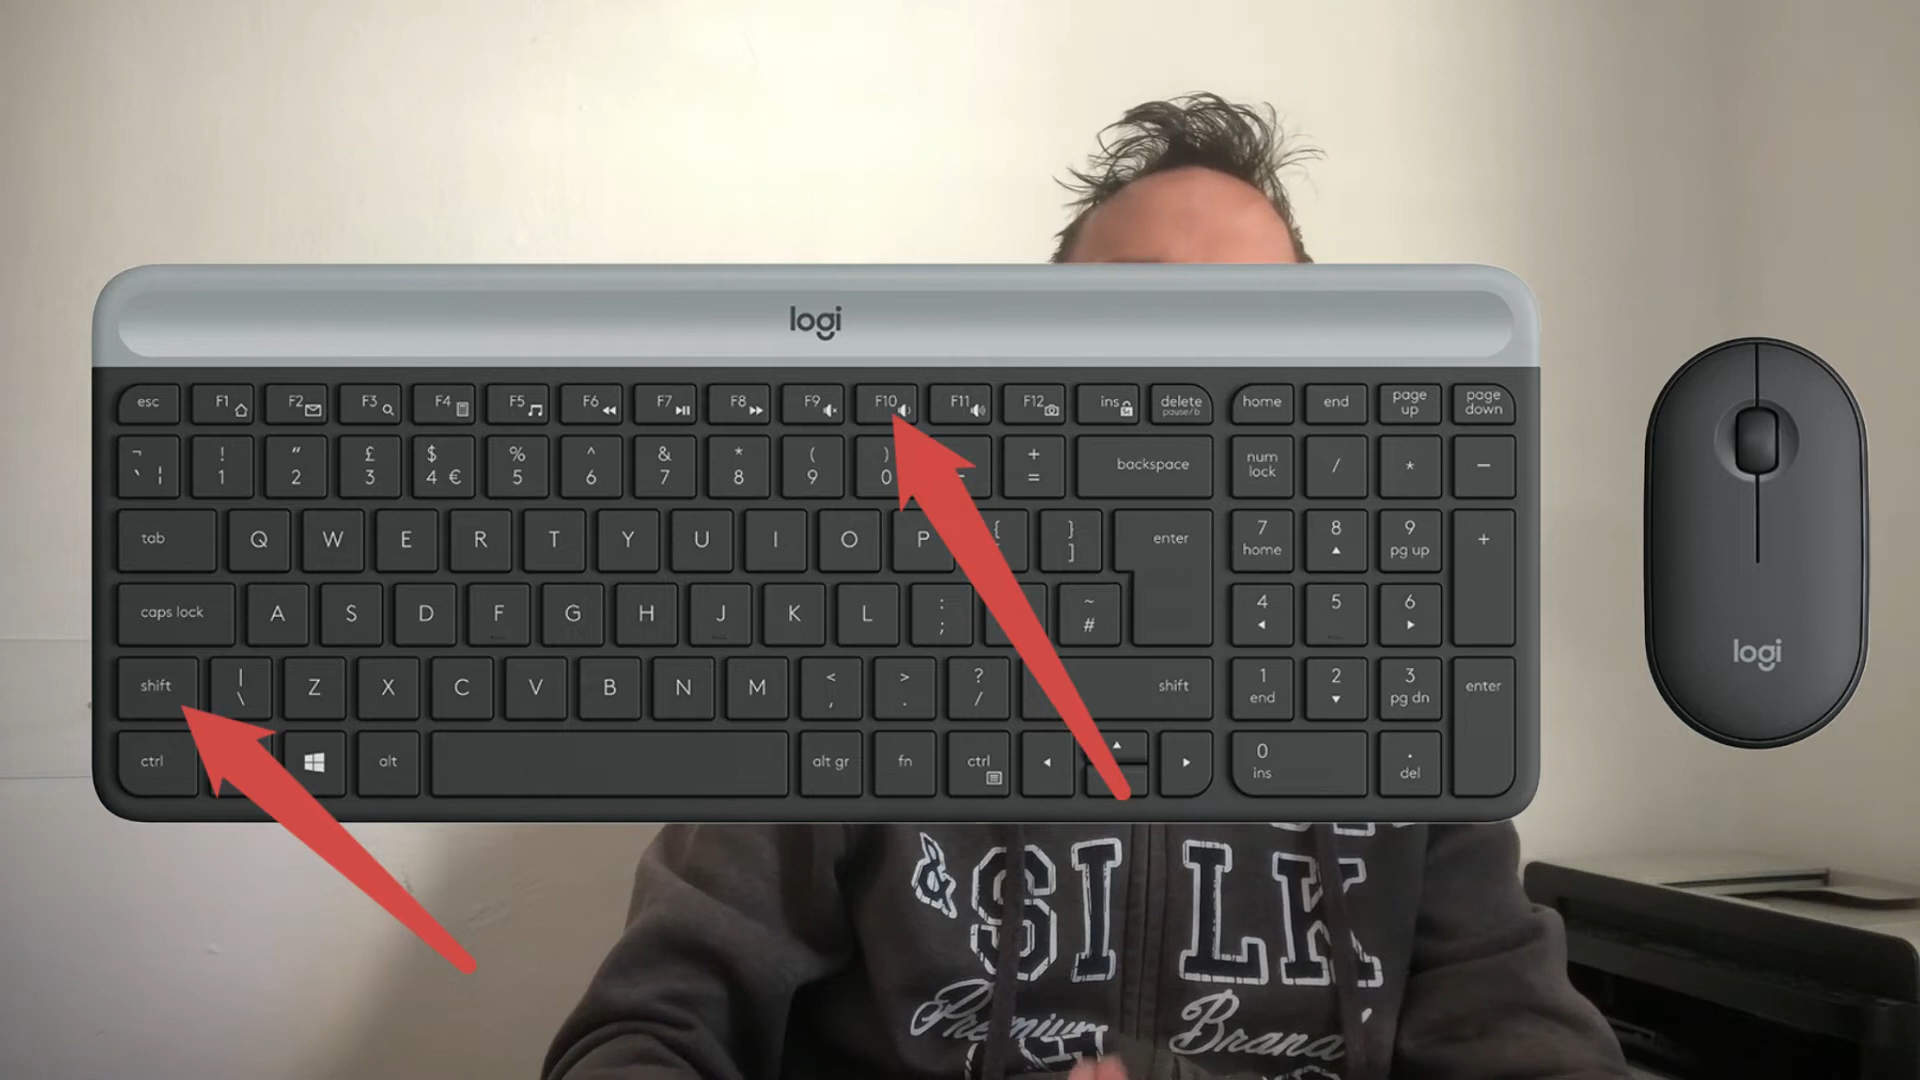 logi
esc F1 F2 F3 F4 F5 F6 F7 F8 F9 F10 F11 F12 ins delete home end page up page down
pause/b
¬ ` ¦ ! 1 “ 2 £ 3 $ 4 € % 5 ^ 6 & 7 * 8 ( 9 ) 0 - + = backspace num lock / * −
tab Q W E R T Y U I O P { } ] enter 7 home 8 9 pg up +
caps lock A S D F G H J K L : ; ~ # 4 5 6
shift | \ Z X C V B N M < , > . ? / shift 1 end 2 3 pg dn enter
ctrl alt alt gr fn ctrl 0 ins . del
logi
& SILK
Premium Brand